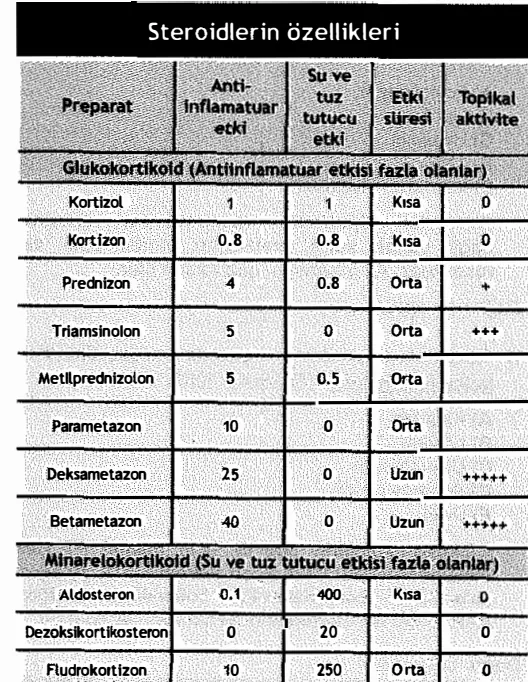 Steroidlerin özellikleri
Preparat Anti-inflamatuar etki Su ve tuz tutucu etki Etki süresi Topikal aktivite
Glukokortikoid (Antiinflamatuar etkisi fazla olanlar)
Kortizol 1 1 Kısa 0
Kortizon 0.8 0.8 Kısa 0
Prednizon 4 0.8 Orta +
Triamsinolon 5 0 Orta +++
Metilprednizolon 5 0.5 Orta
Parametazon 10 0 Orta
Deksametazon 25 0 Uzun +++++
Betametazon 40 0 Uzun +++++
Minarelokortikoid (Su ve tuz tutucu etkisi fazla olanlar)
Aldosteron 0.1 400 Kısa 0
Dezoksikortikosteron 0 20 0
Fludrokortizon 10 250 Orta 0